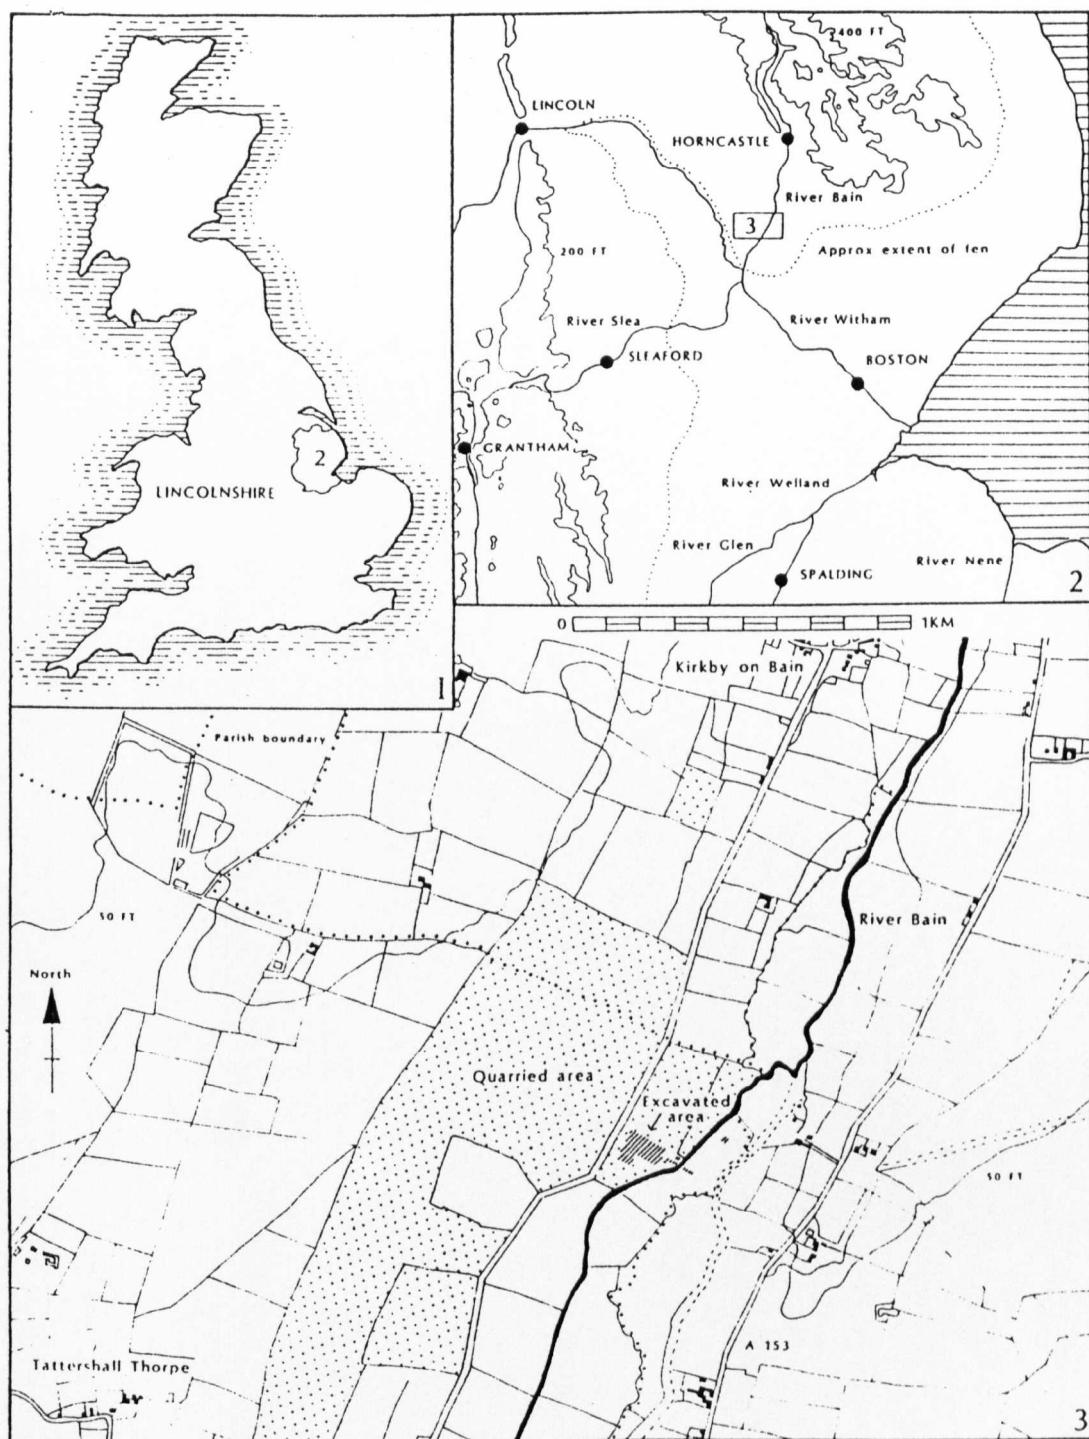 2
LINCOLNSHIRE
1
2400 FT
LINCOLN
HORNCASTLE
River Bain
3
200 FT
Approx extent of fen
River Slea
River Witham
SLEAFORD
BOSTON
GRANTHAM
River Welland
River Glen
SPALDING
River Nene
2
0
1KM
Kirkby on Bain
Parish boundary
50 FT
River Bain
North
Quarried area
Excavated
area
50 FT
A 153
Tattershall Thorpe
3